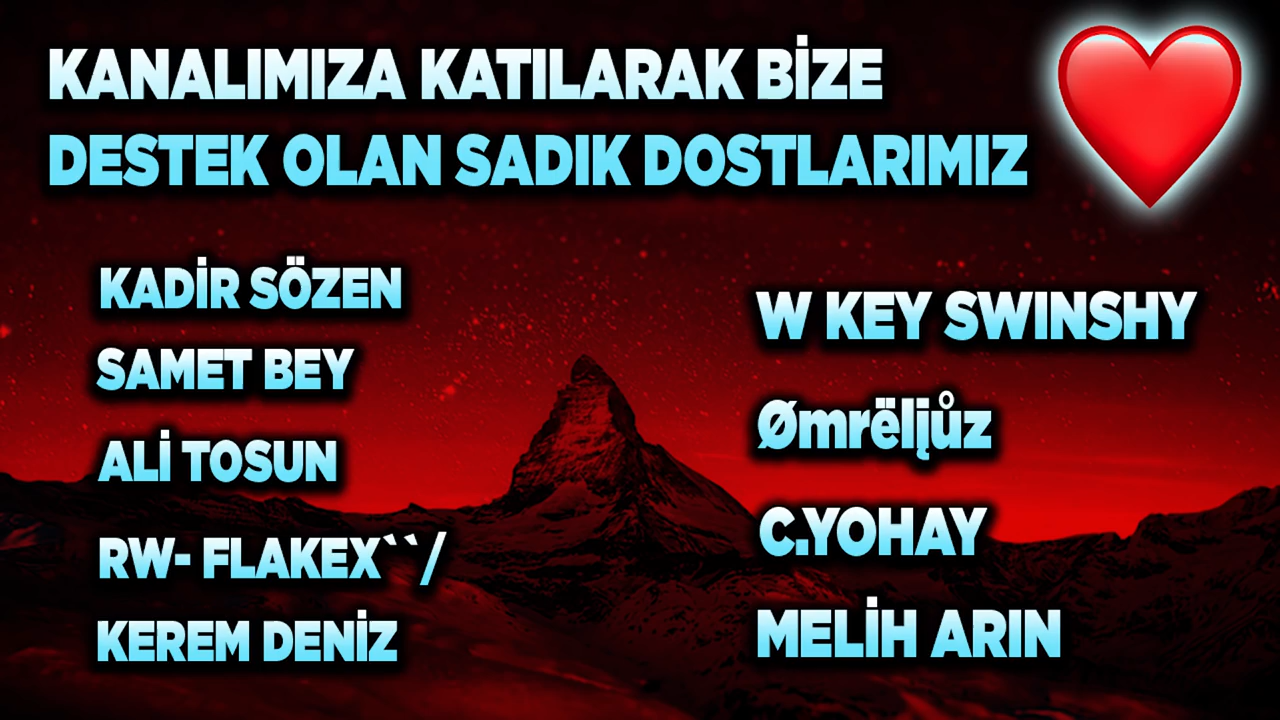 KANALIMIZA KATILARAK BİZE
DESTEK OLAN SADIK DOSTLARIMIZ
KADİR SÖZEN
SAMET BEY
ALİ TOSUN
RW- FLAKEX``/
KEREM DENİZ
W KEY SWINSHY
Ømrëlįůz
C.YOHAY
MELİH ARIN